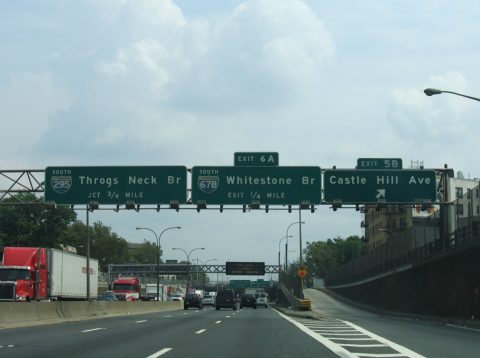 SOUTH
295
Throgs Neck Br
JCT 3/4 MILE
EXIT 6A
SOUTH
678
Whitestone Br
EXIT 1/4 MILE
EXIT 5B
Castle Hill Ave